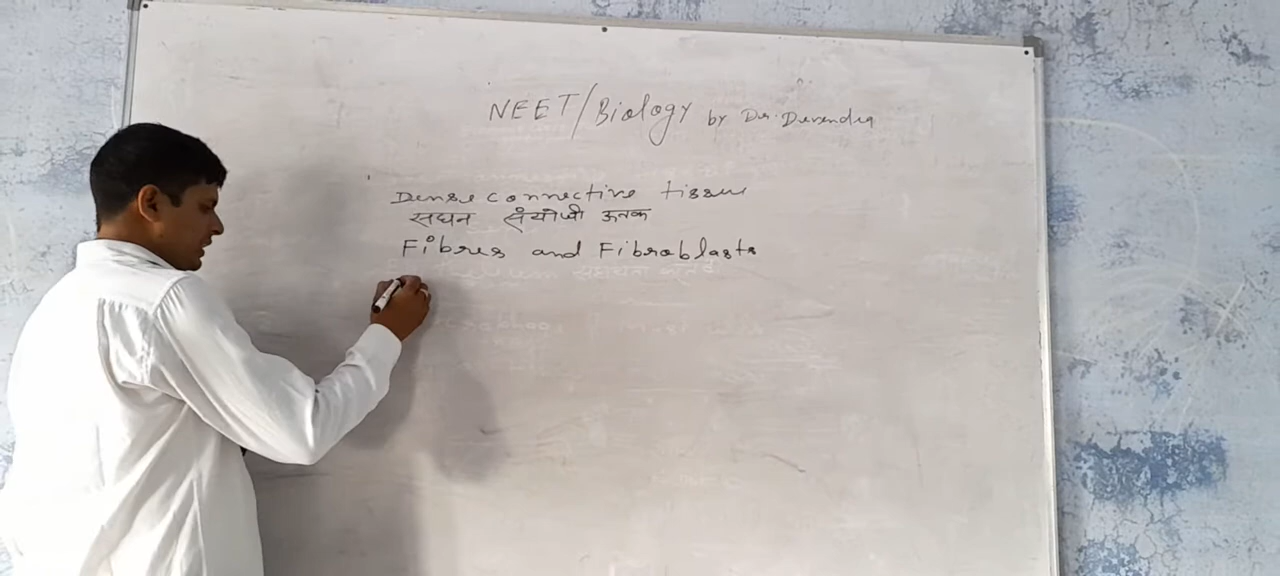 NEET/Biology by Dr. Devendra
Dense connective tissue
सघन संयोजी ऊतक
Fibres and Fibroblasts